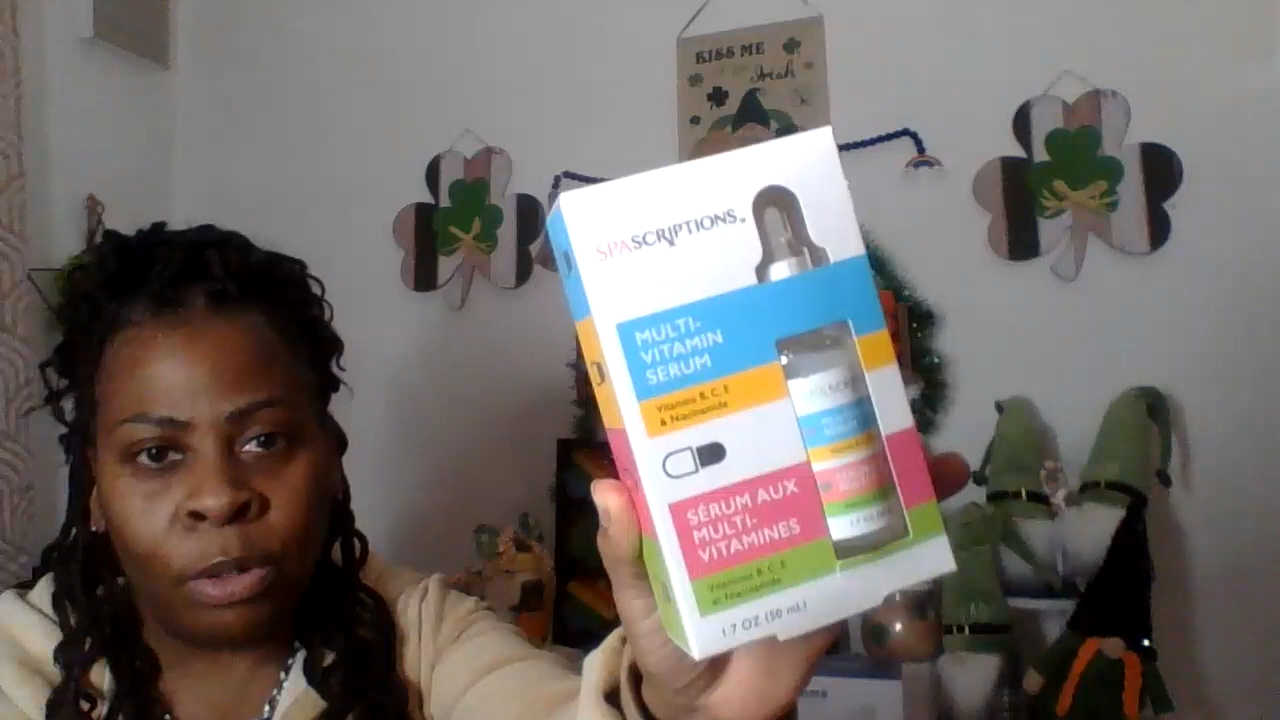 KISS ME
Irish
SPASCRIPTIONS
MULTI-
VITAMIN
SERUM
Vitamins B, C, E
& Niacinamide
SÉRUM AUX
MULTI-
VITAMINES
Vitamines B, C, E
et Niacinamide
1.7 OZ (50 mL)